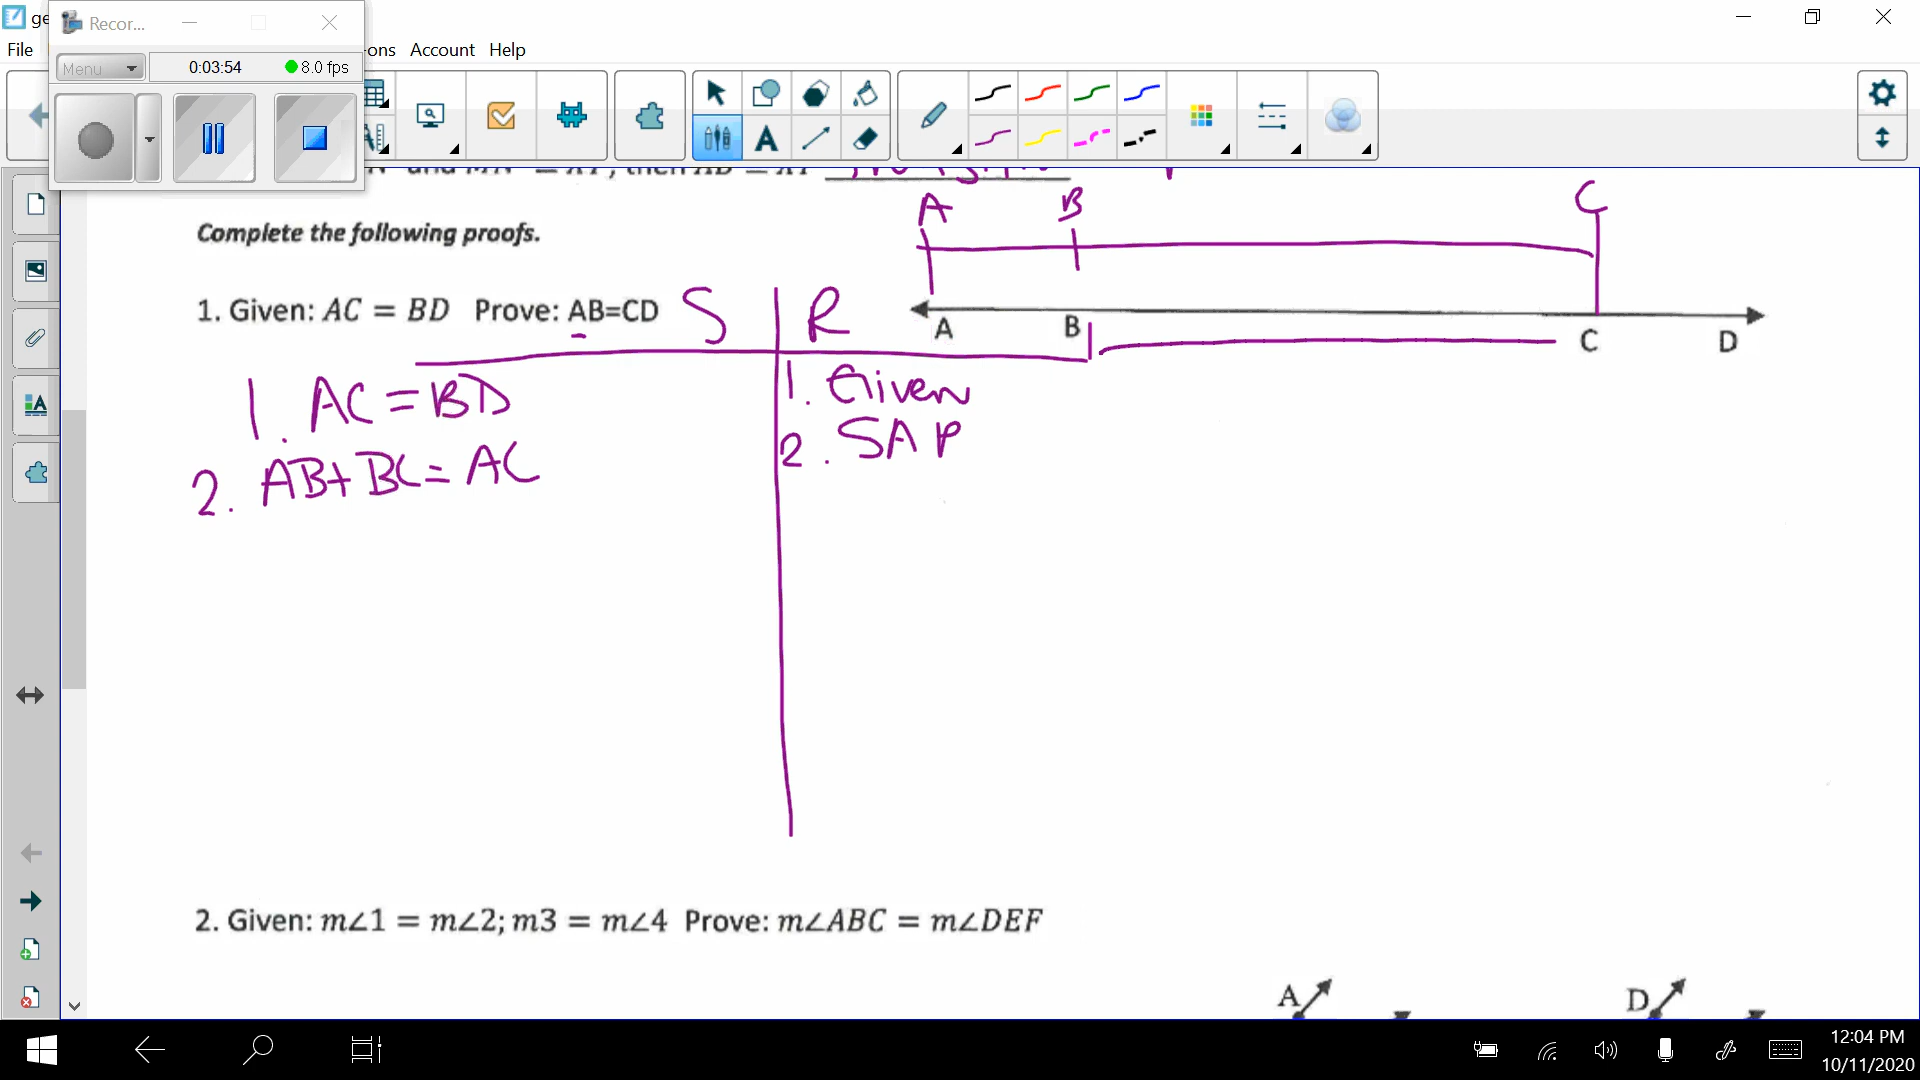 ge
Recor...
File
ons Account Help
Menu
0:03:54
8.0 fps
A B C
Complete the following proofs.
1. Given: AC = BD Prove: AB=CD S R
A B C D
1. AC = BD 1. Given
2. AB + BC = AC 2. SAP
2. Given: m∠1 = m∠2; m3 = m∠4 Prove: m∠ABC = m∠DEF
A D
12:04 PM
10/11/2020